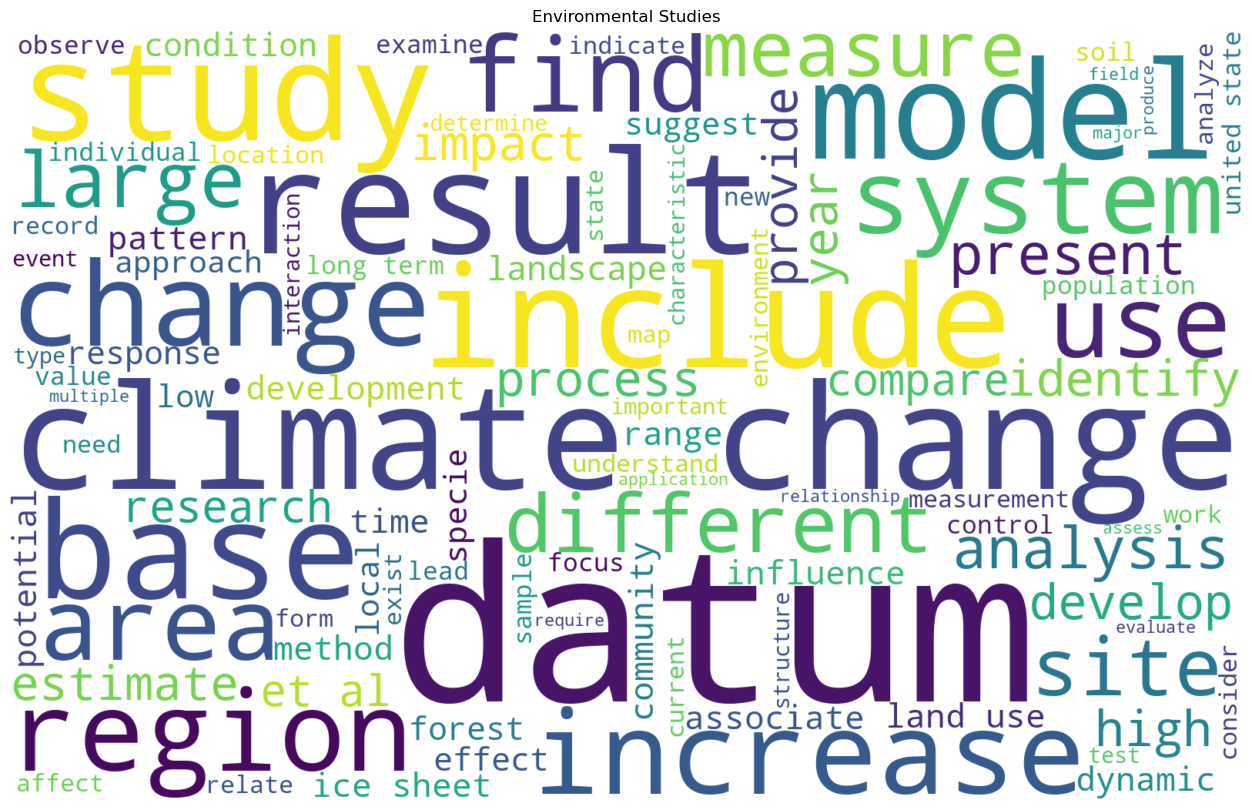 Environmental Studies
observe
condition
examine
indicate
measure
soil
united state
study
find
model
field
produce
analyze
major
determine
impact
suggest
provide
individual
location
large
result
state
characteristic
new
year
system
record
pattern
interaction
event
approach
long term
landscape
environment
present
population
change
include
map
use
type
response
value
multiple
low
development
process
compare
identify
important
climate change
need
range
understand
application
specie
relationship
measurement
potential
research
time
different
control
assess
work
base
analysis
local
exist
lead
focus
sample
community
influence
datum
area
form
require
structure
develop
evaluate
method
site
consider
estimate
et al
current
region
forest
associate
land use
high
effect
increase
test
affect
relate
ice sheet
dynamic